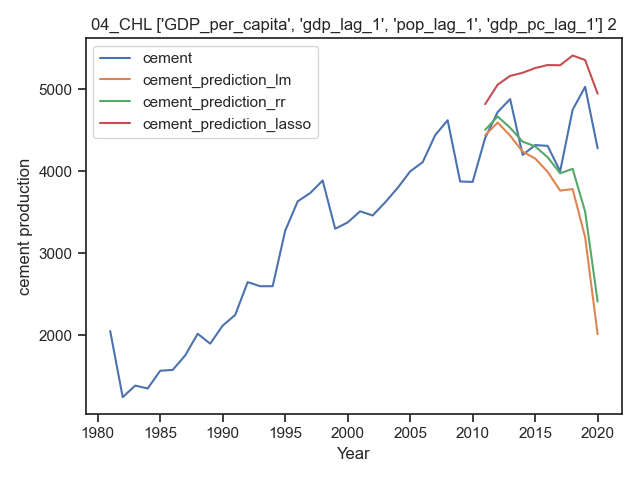 04_CHL ['GDP_per_capita', 'gdp_lag_1', 'pop_lag_1', 'gdp_pc_lag_1'] 2
cement
cement_prediction_lm
cement_prediction_rr
cement_prediction_lasso
5000
4000
3000
2000
cement production
1980 1985 1990 1995 2000 2005 2010 2015 2020
Year